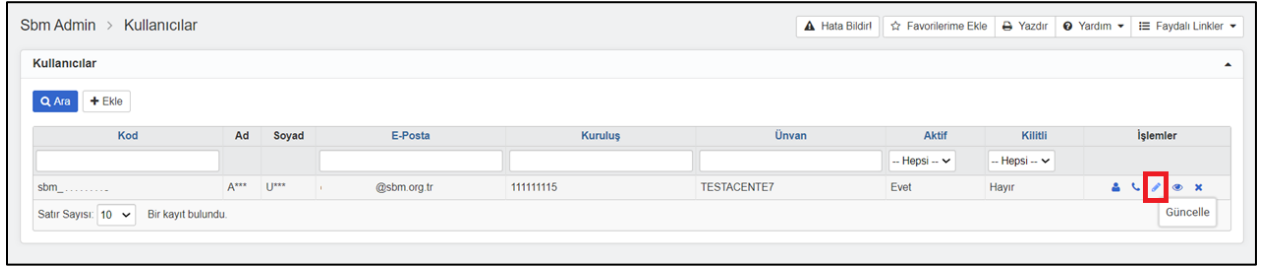 Sbm Admin > Kullanıcılar
Hata Bildir! Favorilerime Ekle Yazdır Yardım Faydalı Linkler
Kullanıcılar
Ara + Ekle
Kod Ad Soyad E-Posta Kuruluş Ünvan Aktif Kilitli İşlemler
-- Hepsi -- -- Hepsi --
sbm_ A*** U*** @sbm.org.tr 111111115 TESTACENTE7 Evet Hayır
Satır Sayısı: 10 Bir kayıt bulundu.
Güncelle